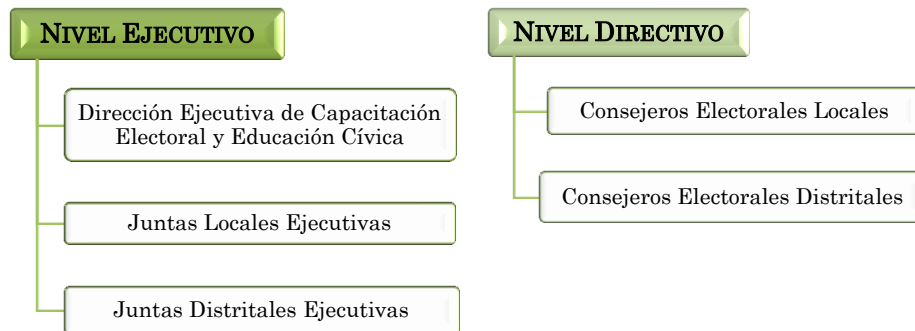 NIVEL EJECUTIVO
Dirección Ejecutiva de Capacitación
Electoral y Educación Cívica
Juntas Locales Ejecutivas
Juntas Distritales Ejecutivas
NIVEL DIRECTIVO
Consejeros Electorales Locales
Consejeros Electorales Distritales